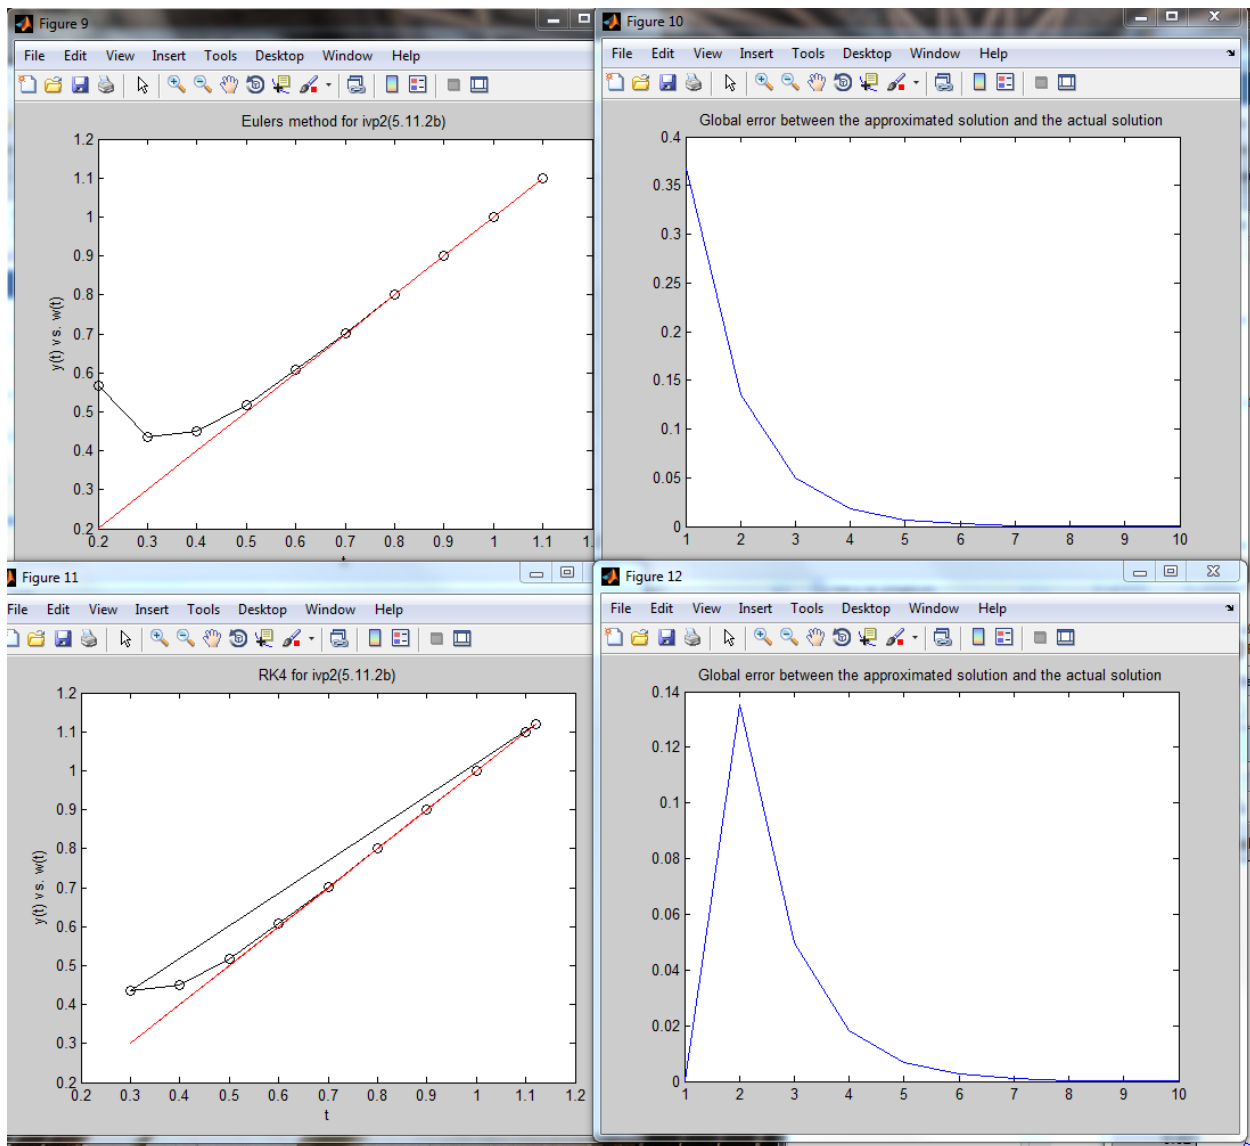 Figure 9
File Edit View Insert Tools Desktop Window Help
Eulers method for ivp2(5.11.2b)
y(t) vs. w(t)
1.2
1.1
1
0.9
0.8
0.7
0.6
0.5
0.4
0.3
0.2
0.2 0.3 0.4 0.5 0.6 0.7 0.8 0.9 1 1.1
Figure 10
File Edit View Insert Tools Desktop Window Help
Global error between the approximated solution and the actual solution
0.4
0.35
0.3
0.25
0.2
0.15
0.1
0.05
0
1 2 3 4 5 6 7 8 9 10
Figure 11
File Edit View Insert Tools Desktop Window Help
RK4 for ivp2(5.11.2b)
y(t) vs. w(t)
1.2
1.1
1
0.9
0.8
0.7
0.6
0.5
0.4
0.3
0.2
0.2 0.3 0.4 0.5 0.6 0.7 0.8 0.9 1 1.1 1.2
t
Figure 12
File Edit View Insert Tools Desktop Window Help
Global error between the approximated solution and the actual solution
0.14
0.12
0.1
0.08
0.06
0.04
0.02
0
1 2 3 4 5 6 7 8 9 10